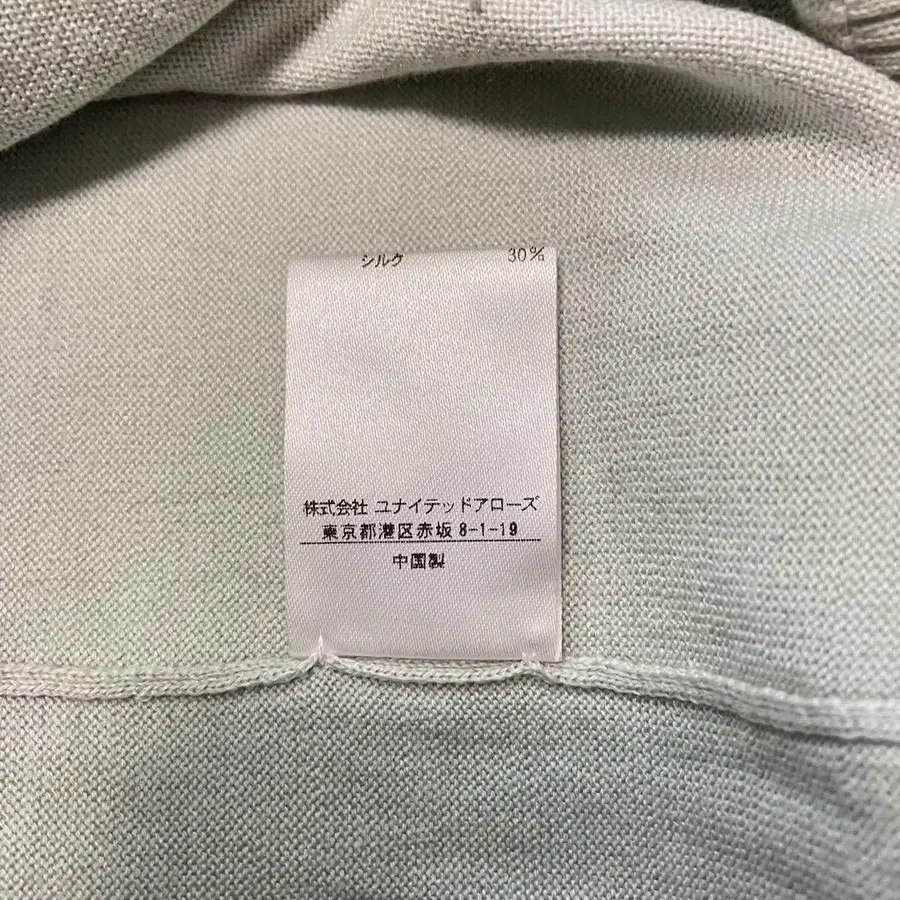 シルク 30%
株式会社 ユナイテッドアローズ
東京都港区赤坂 8-1-19
中国製